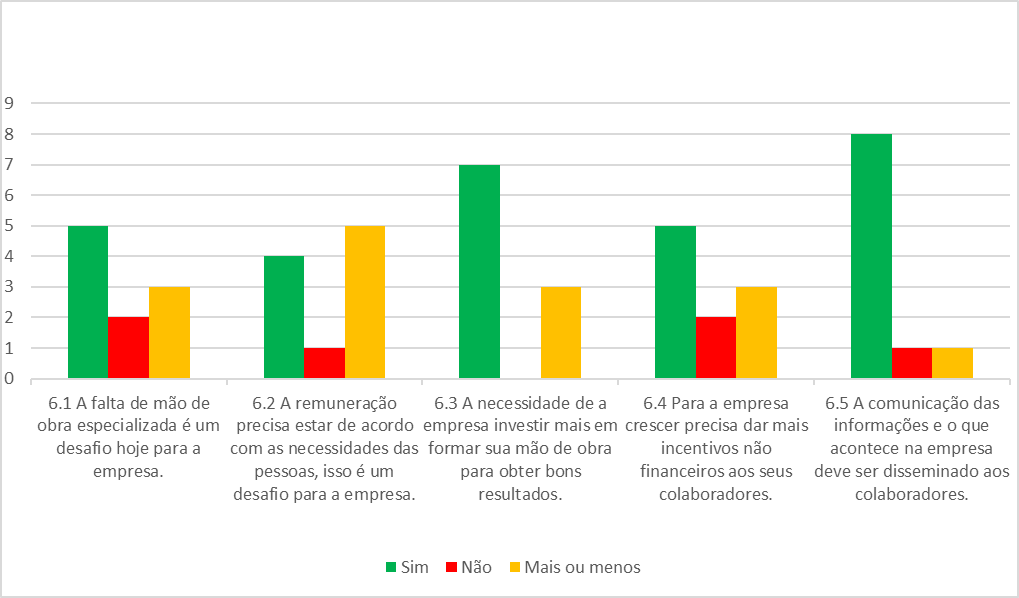 9
8
7
6
5
4
3
2
1
0
6.1 A falta de mão de
obra especializada é um
desafio hoje para a
empresa.
6.2 A remuneração
precisa estar de acordo
com as necessidades das
pessoas, isso é um
desafio para a empresa.
6.3 A necessidade de a
empresa investir mais em
formar sua mão de obra
para obter bons
resultados.
6.4 Para a empresa
crescer precisa dar mais
incentivos não
financeiros aos seus
colaboradores.
6.5 A comunicação das
informações e o que
acontece na empresa
deve ser disseminado aos
colaboradores.
Sim Não Mais ou menos